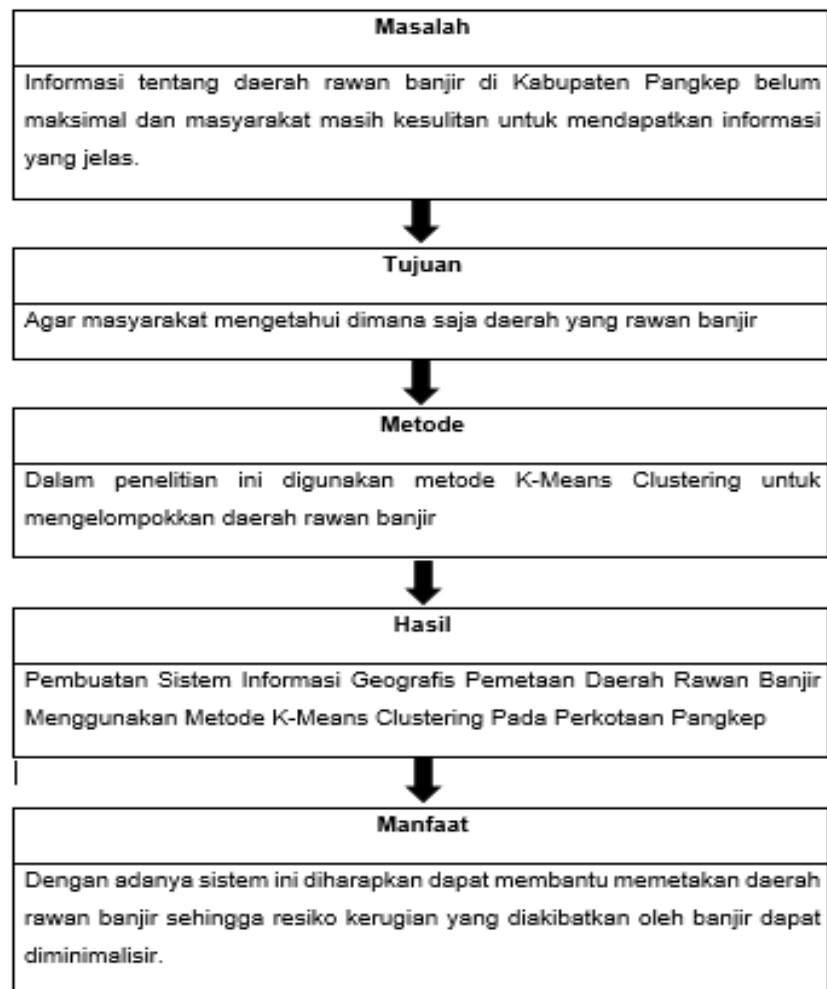 Masalah
Informasi tentang daerah rawan banjir di Kabupaten Pangkep belum
maksimal dan masyarakat masih kesulitan untuk mendapatkan informasi
yang jelas.
Tujuan
Agar masyarakat mengetahui dimana saja daerah yang rawan banjir
Metode
Dalam penelitian ini digunakan metode K-Means Clustering untuk
mengelompokkan daerah rawan banjir
Hasil
Pembuatan Sistem Informasi Geografis Pemetaan Daerah Rawan Banjir
Menggunakan Metode K-Means Clustering Pada Perkotaan Pangkep
Manfaat
Dengan adanya sistem ini diharapkan dapat membantu memetakan daerah
rawan banjir sehingga resiko kerugian yang diakibatkan oleh banjir dapat
diminimalisir.